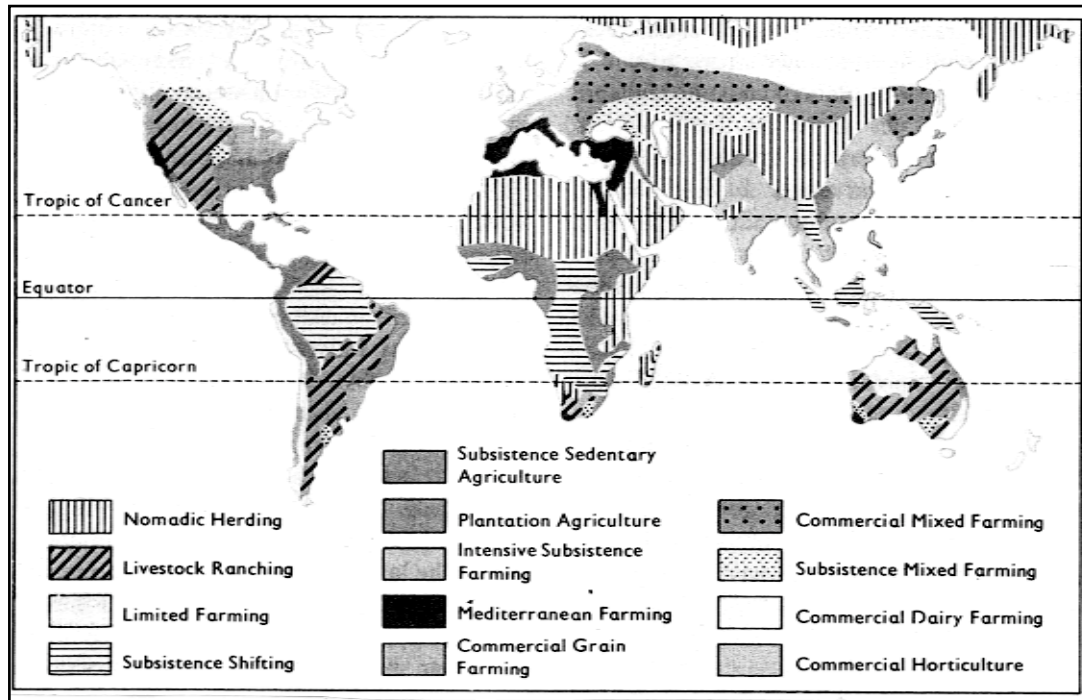 Tropic of Cancer
Equator
Tropic of Capricorn
Nomadic Herding
Livestock Ranching
Limited Farming
Subsistence Shifting
Subsistence Sedentary
Agriculture
Plantation Agriculture
Intensive Subsistence
Farming
Mediterranean Farming
Commercial Grain
Farming
Commercial Mixed Farming
Subsistence Mixed Farming
Commercial Dairy Farming
Commercial Horticulture